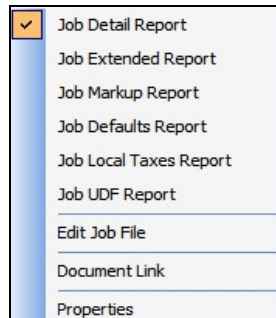 Job Detail Report
Job Extended Report
Job Markup Report
Job Defaults Report
Job Local Taxes Report
Job UDF Report
Edit Job File
Document Link
Properties